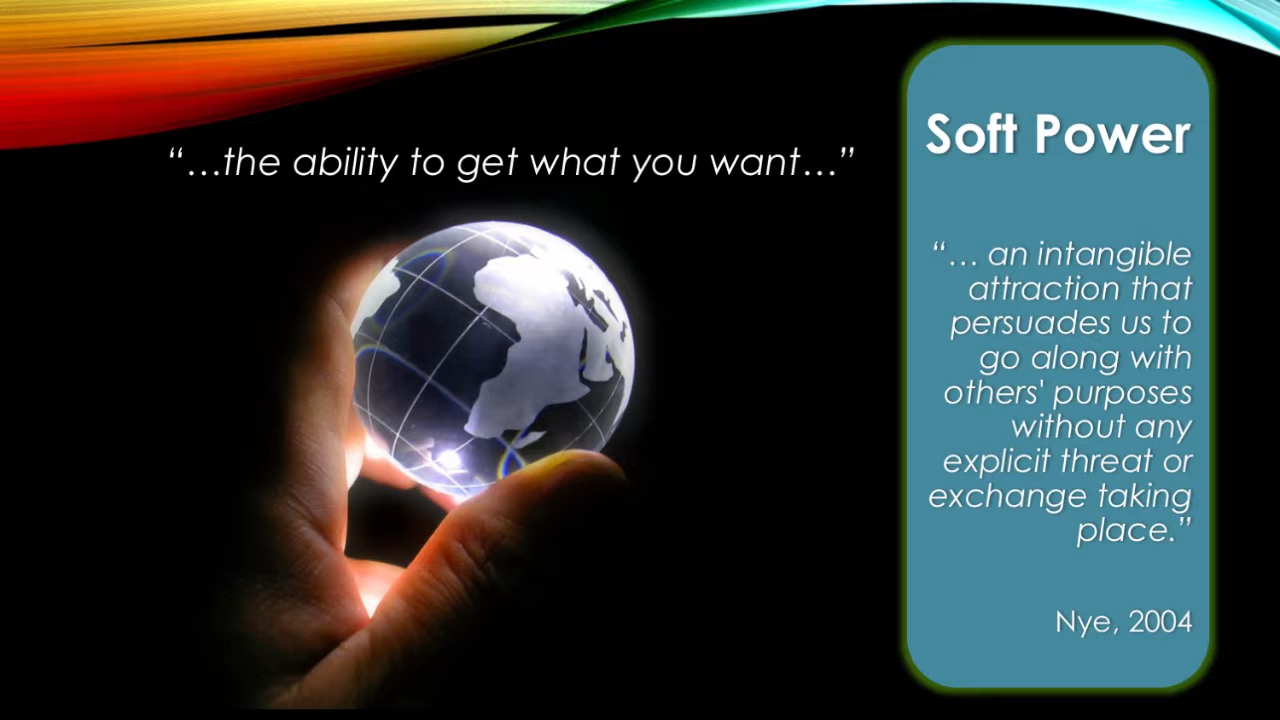 “…the ability to get what you want…”
Soft Power
“… an intangible
attraction that
persuades us to
go along with
others' purposes
without any
explicit threat or
exchange taking
place.”
Nye, 2004